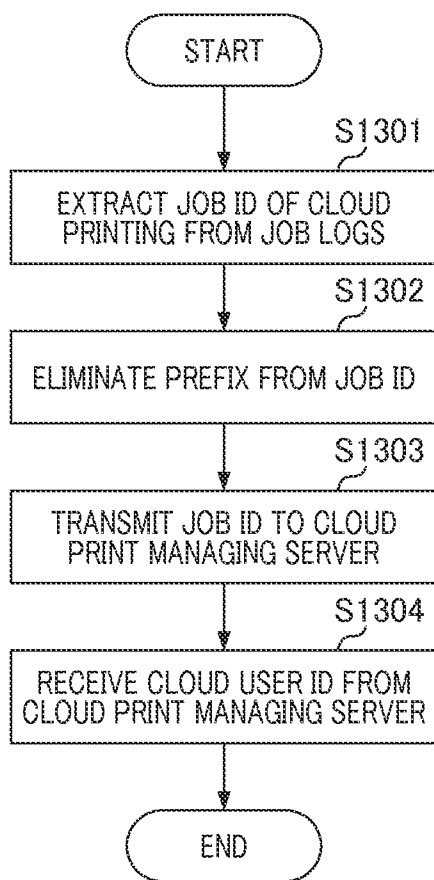 START
S1301
EXTRACT JOB ID OF CLOUD
PRINTING FROM JOB LOGS
S1302
ELIMINATE PREFIX FROM JOB ID
S1303
TRANSMIT JOB ID TO CLOUD
PRINT MANAGING SERVER
S1304
RECEIVE CLOUD USER ID FROM
CLOUD PRINT MANAGING SERVER
END